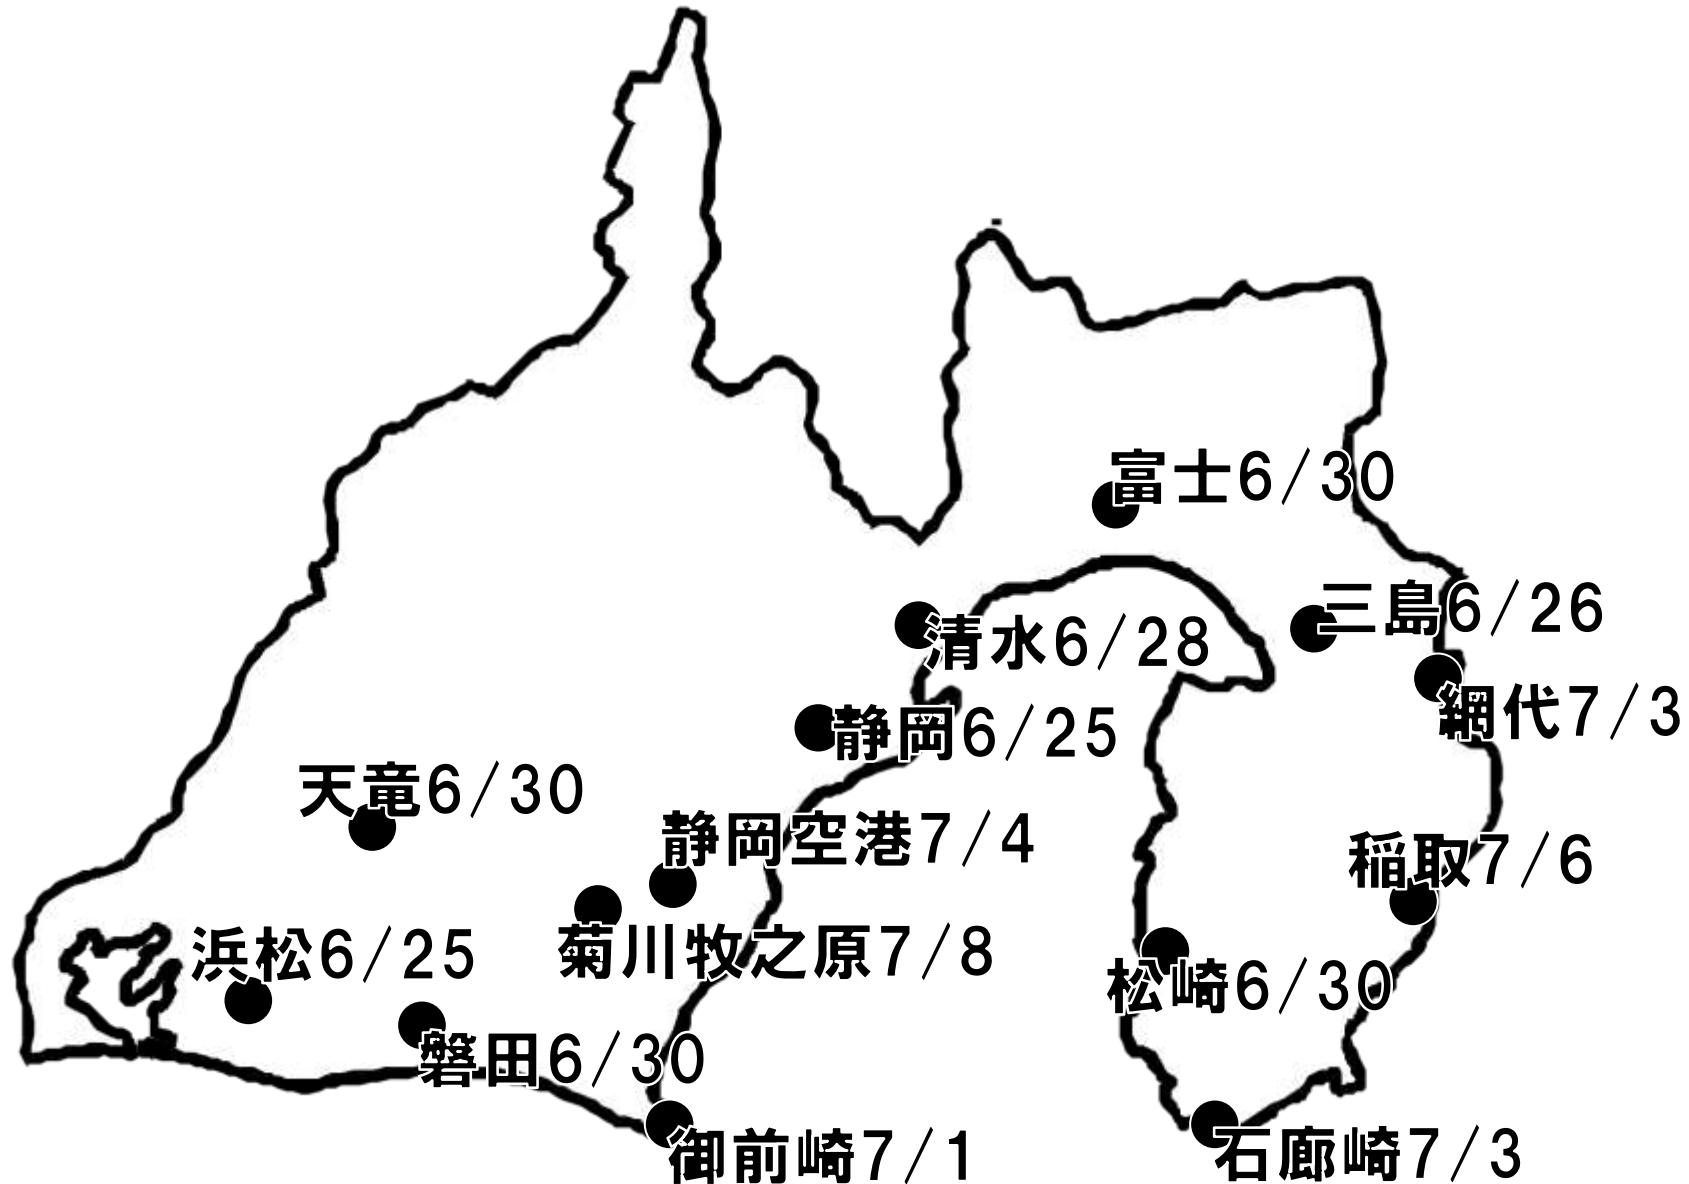 富士6/30
三島6/26
清水6/28
網代7/3
静岡6/25
天竜6/30
静岡空港7/4
稲取7/6
浜松6/25
菊川牧之原7/8
松崎6/30
磐田6/30
御前崎7/1
石廊崎7/3